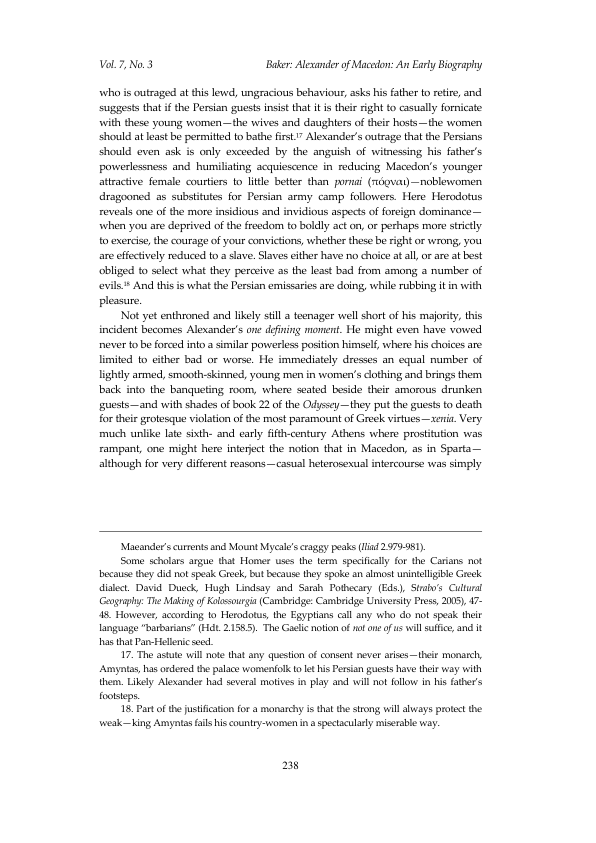 Vol. 7, No. 3 Baker: Alexander of Macedon: An Early Biography
who is outraged at this lewd, ungracious behaviour, asks his father to retire, and
suggests that if the Persian guests insist that it is their right to casually fornicate
with these young women—the wives and daughters of their hosts—the women
should at least be permitted to bathe first.17 Alexander's outrage that the Persians
should even ask is only exceeded by the anguish of witnessing his father's
powerlessness and humiliating acquiescence in reducing Macedon's younger
attractive female courtiers to little better than pornai (πόρναι)—noblewomen
dragooned as substitutes for Persian army camp followers. Here Herodotus
reveals one of the more insidious and invidious aspects of foreign dominance—
when you are deprived of the freedom to boldly act on, or perhaps more strictly
to exercise, the courage of your convictions, whether these be right or wrong, you
are effectively reduced to a slave. Slaves either have no choice at all, or are at best
obliged to select what they perceive as the least bad from among a number of
evils.18 And this is what the Persian emissaries are doing, while rubbing it in with
pleasure.
Not yet enthroned and likely still a teenager well short of his majority, this
incident becomes Alexander's one defining moment. He might even have vowed
never to be forced into a similar powerless position himself, where his choices are
limited to either bad or worse. He immediately dresses an equal number of
lightly armed, smooth-skinned, young men in women's clothing and brings them
back into the banqueting room, where seated beside their amorous drunken
guests—and with shades of book 22 of the Odyssey—they put the guests to death
for their grotesque violation of the most paramount of Greek virtues—xenia. Very
much unlike late sixth- and early fifth-century Athens where prostitution was
rampant, one might here interject the notion that in Macedon, as in Sparta—
although for very different reasons—casual heterosexual intercourse was simply
Maeander's currents and Mount Mycale's craggy peaks (Iliad 2.979-981).
Some scholars argue that Homer uses the term specifically for the Carians not
because they did not speak Greek, but because they spoke an almost unintelligible Greek
dialect. David Dueck, Hugh Lindsay and Sarah Pothecary (Eds.), Strabo's Cultural
Geography: The Making of Kolossourgia (Cambridge: Cambridge University Press, 2005), 47-
48. However, according to Herodotus, the Egyptians call any who do not speak their
language "barbarians" (Hdt. 2.158.5). The Gaelic notion of not one of us will suffice, and it
has that Pan-Hellenic seed.
17. The astute will note that any question of consent never arises—their monarch,
Amyntas, has ordered the palace womenfolk to let his Persian guests have their way with
them. Likely Alexander had several motives in play and will not follow in his father's
footsteps.
18. Part of the justification for a monarchy is that the strong will always protect the
weak—king Amyntas fails his country-women in a spectacularly miserable way.
238